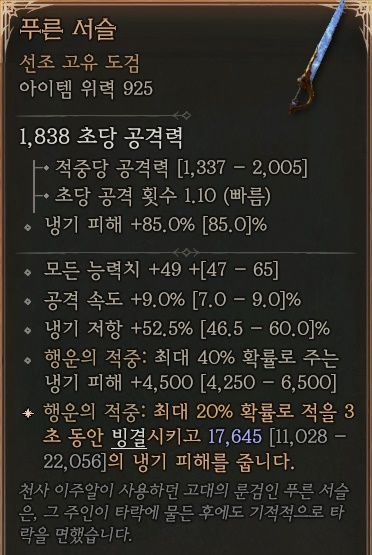 푸른 서슬
선조 고유 도검
아이템 위력 925
1,838 초당 공격력
적중당 공격력 [1,337 – 2,005]
초당 공격 횟수 1.10 (빠름)
냉기 피해 +85.0% [85.0]%
모든 능력치 +49 +[47 – 65]
공격 속도 +9.0% [7.0 – 9.0]%
냉기 저항 +52.5% [46.5 – 60.0]%
행운의 적중: 최대 40% 확률로 주는
냉기 피해 +4,500 [4,250 – 6,500]
행운의 적중: 최대 20% 확률로 적을 3
초 동안 빙결시키고 17,645 [11,028 –
22,056]의 냉기 피해를 줍니다.
천사 이주알이 사용하던 고대의 룬검인 푸른 서슬
은, 그 주인이 타락에 물든 후에도 기적적으로 타
락을 면했습니다.